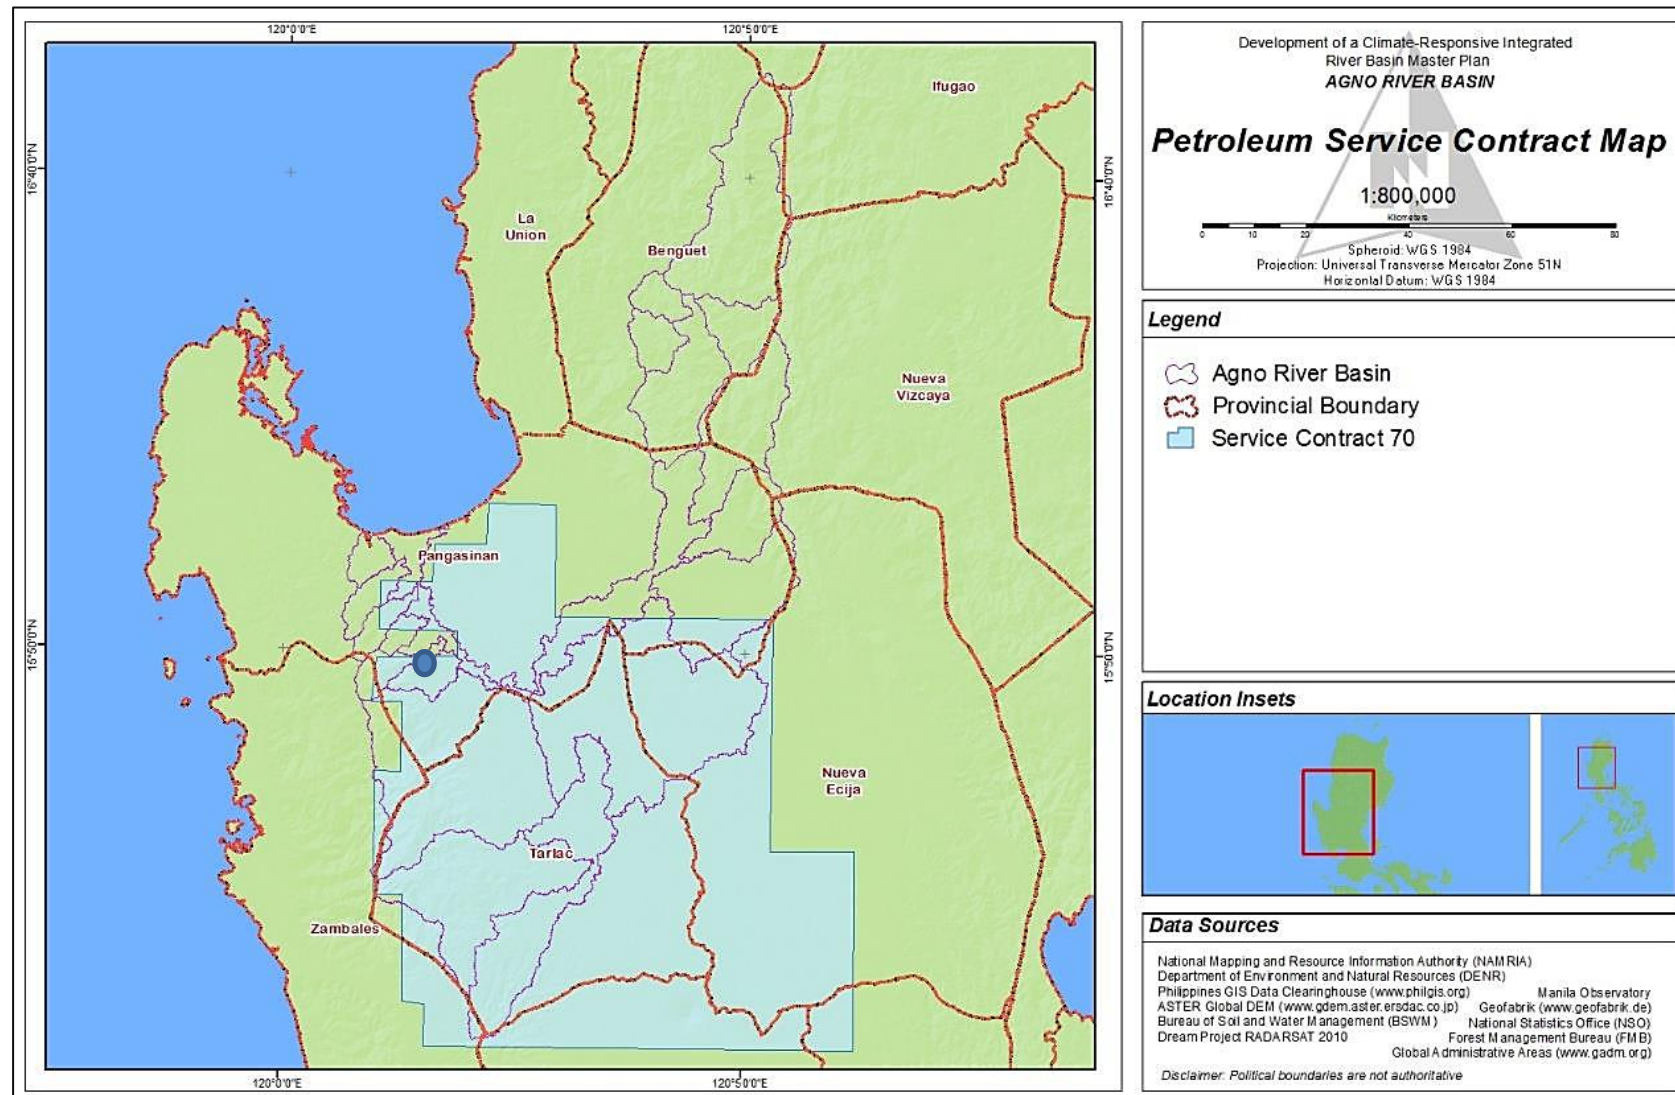 120°0'0"E
120°50'0"E
16°40'0"N
16°40'0"N
Ifugao
La
Union
Benguet
Nueva
Vizcaya
Pangasinan
15°50'0"N
15°50'0"N
Nueva
Ecija
Tarlac
Zambales
120°0'0"E
120°50'0"E
Development of a Climate-Responsive Integrated
River Basin Master Plan
AGNO RIVER BASIN
Petroleum Service Contract Map
N
1:800,000
Kilometers
0 10 20 40 60 80
Spheroid: WGS 1984
Projection: Universal Transverse Mercator Zone 51N
Horizontal Datum: WGS 1984
Legend
Agno River Basin
Provincial Boundary
Service Contract 70
Location Insets
Data Sources
National Mapping and Resource Information Authority (NAMRIA)
Department of Environment and Natural Resources (DENR)
Philippines GIS Data Clearinghouse (www.philgis.org) Manila Observatory
ASTER Global DEM (www.gdem.aster.ersdac.co.jp) Geofabrik (www.geofabrik.de)
Bureau of Soil and Water Management (BSWM) National Statistics Office (NSO)
Dream Project RADARSAT 2010 Forest Management Bureau (FMB)
Global Administrative Areas (www.gadm.org)
Disclaimer: Political boundaries are not authoritative